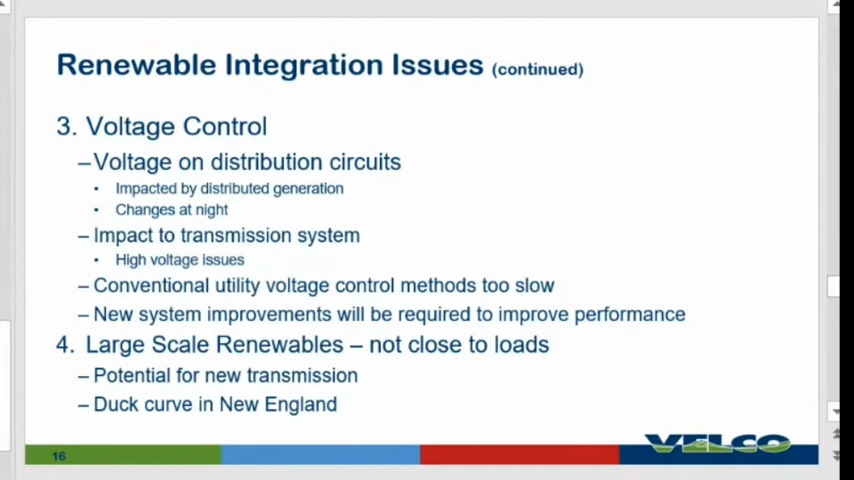 Renewable Integration Issues (continued)
3. Voltage Control
–Voltage on distribution circuits
• Impacted by distributed generation
• Changes at night
– Impact to transmission system
• High voltage issues
– Conventional utility voltage control methods too slow
– New system improvements will be required to improve performance
4. Large Scale Renewables – not close to loads
– Potential for new transmission
– Duck curve in New England
VELCO
16